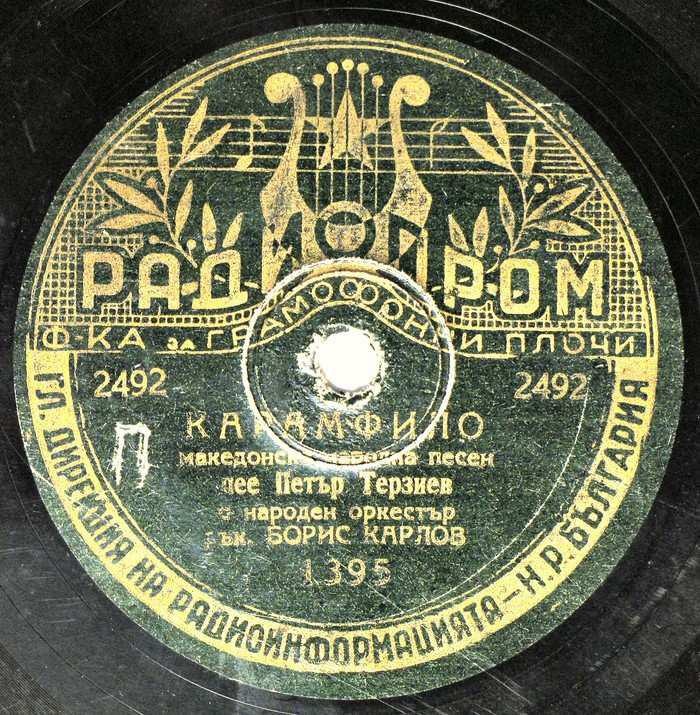 РАДИОПРОМ
Ф-КА за ГРАМОФОННИ ПЛОЧИ
2492 2492
П
КАРАМФИЛО
македонска народна песен
пее Петър Терзиев
с народен оркестър
рък. БОРИС КАРЛОВ
1395
ГЛ. ДИРЕКЦИЯ НА РАДИОИНФОРМАЦИЯТА – Н.Р. БЪЛГАРИЯ